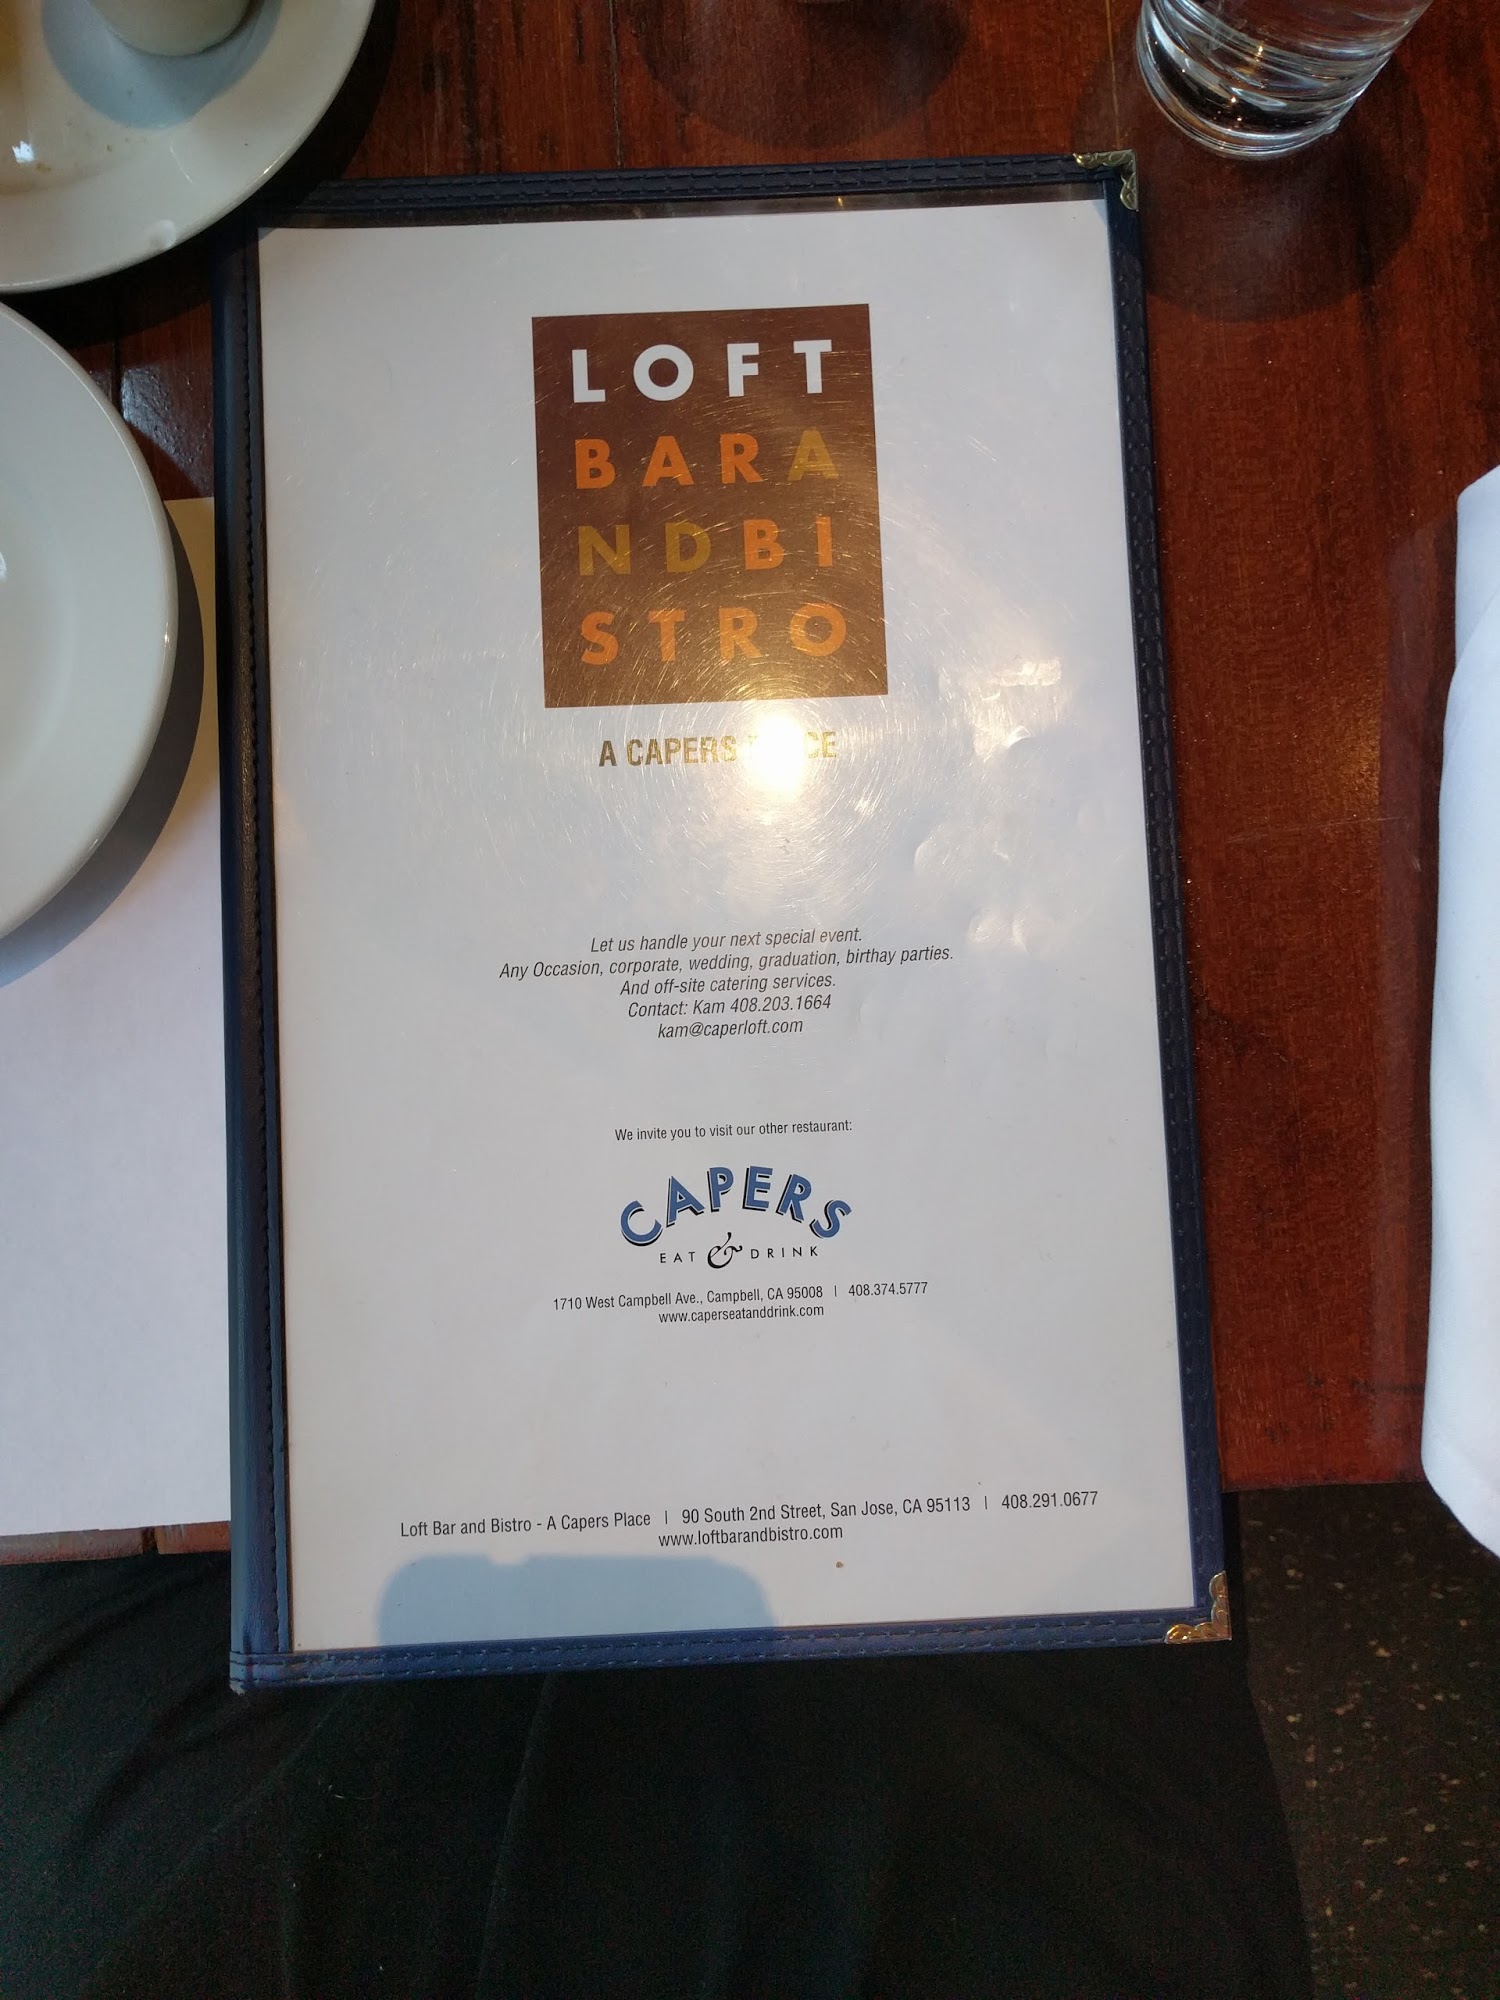 LOFT
BARA
NDBI
STRO
A CAPERS
Let us handle your next special event.
Any Occasion, corporate, wedding, graduation, birthay parties.
And off-site catering services.
Contact: Kam 408.203.1664
kam@caperloft.com
We invite you to visit our other restaurant:
CAPERS
EAT & DRINK
1710 West Campbell Ave., Campbell, CA 95008 | 408.374.5777
www.caperseatanddrink.com
Loft Bar and Bistro - A Capers Place | 90 South 2nd Street, San Jose, CA 95113 | 408.291.0677
www.loftbarandbistro.com